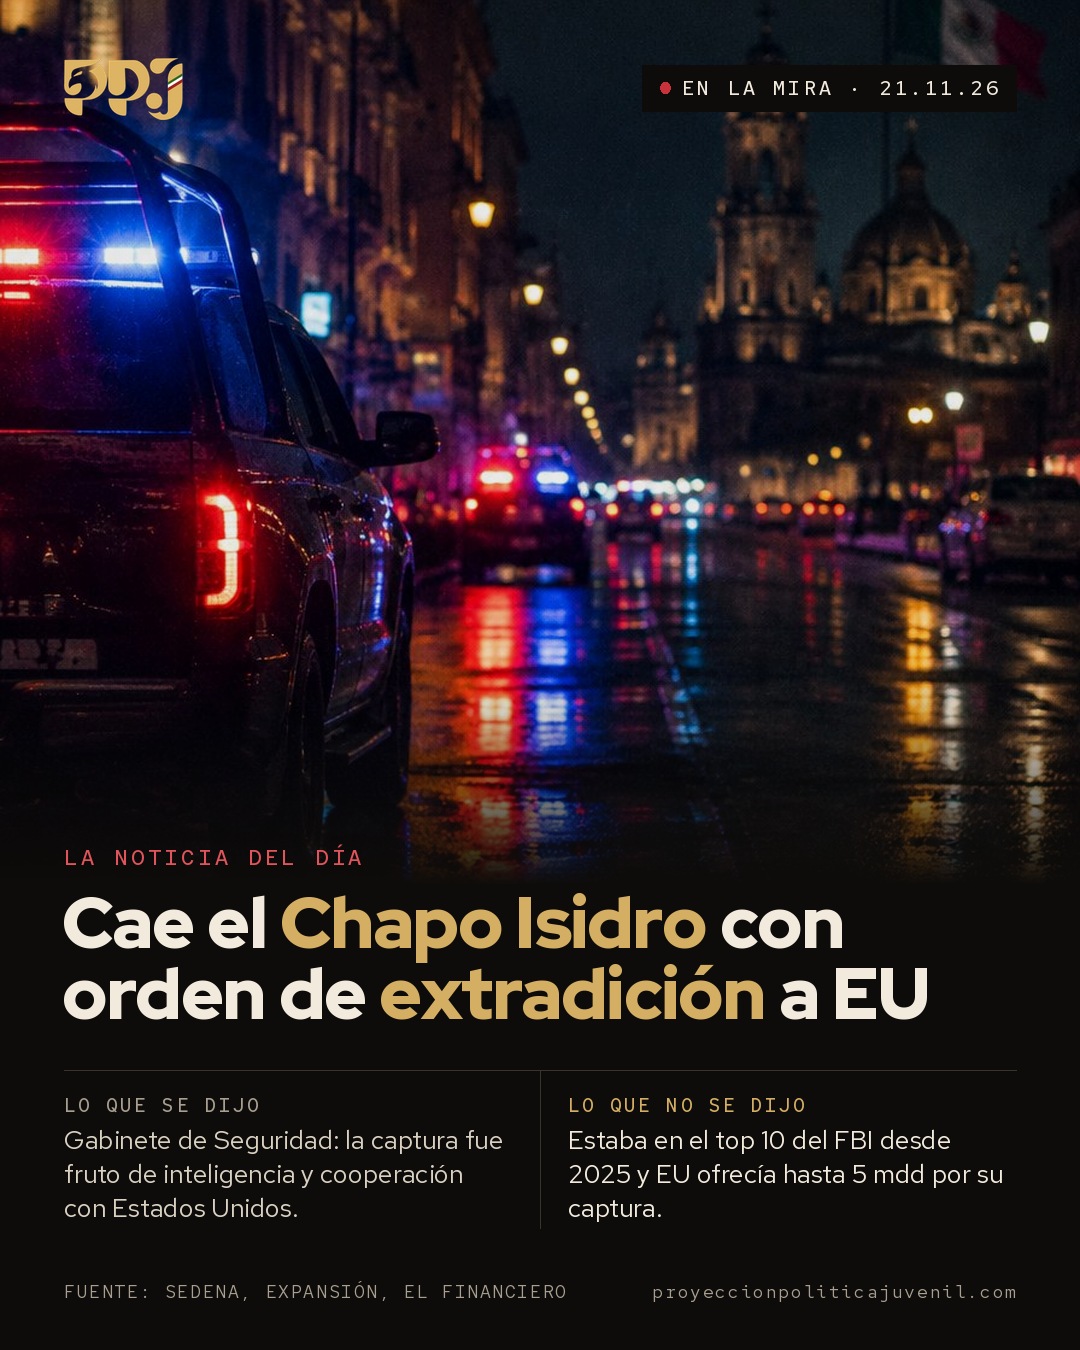 PPJ
EN LA MIRA · 21.11.26
LA NOTICIA DEL DÍA
Cae el Chapo Isidro con
orden de extradición a EU
LO QUE SE DIJO
Gabinete de Seguridad: la captura fue
fruto de inteligencia y cooperación
con Estados Unidos.
LO QUE NO SE DIJO
Estaba en el top 10 del FBI desde
2025 y EU ofrecía hasta 5 mdd por su
captura.
FUENTE: SEDENA, EXPANSIÓN, EL FINANCIERO
proyeccionpoliticajuvenil.com